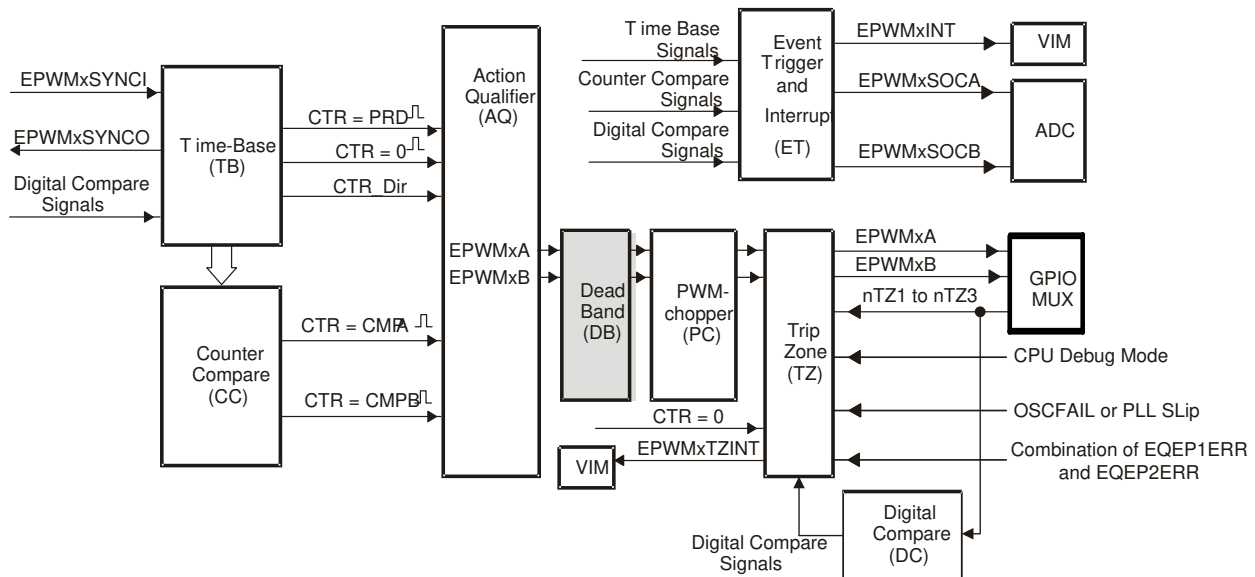 EPWMxSYNCI
EPWMxSYNCO
Digital Compare
Signals
Time-Base
(TB)
CTR = PRD
CTR = 0
CTR_Dir
Counter
Compare
(CC)
CTR = CMPA
CTR = CMPB
Action
Qualifier
(AQ)
EPWMxA
EPWMxB
Dead
Band
(DB)
PWM-
chopper
(PC)
Time Base
Signals
Counter Compare
Signals
Digital Compare
Signals
Event
Trigger
and
Interrupt
(ET)
EPWMxINT
EPWMxSOCA
EPWMxSOCB
VIM
ADC
Trip
Zone
(TZ)
EPWMxA
EPWMxB
nTZ1 to nTZ3
GPIO
MUX
CPU Debug Mode
OSCFAIL or PLL SLip
Combination of EQEP1ERR
and EQEP2ERR
CTR = 0
EPWMxTZINT
VIM
Digital Compare
Signals
Digital
Compare
(DC)